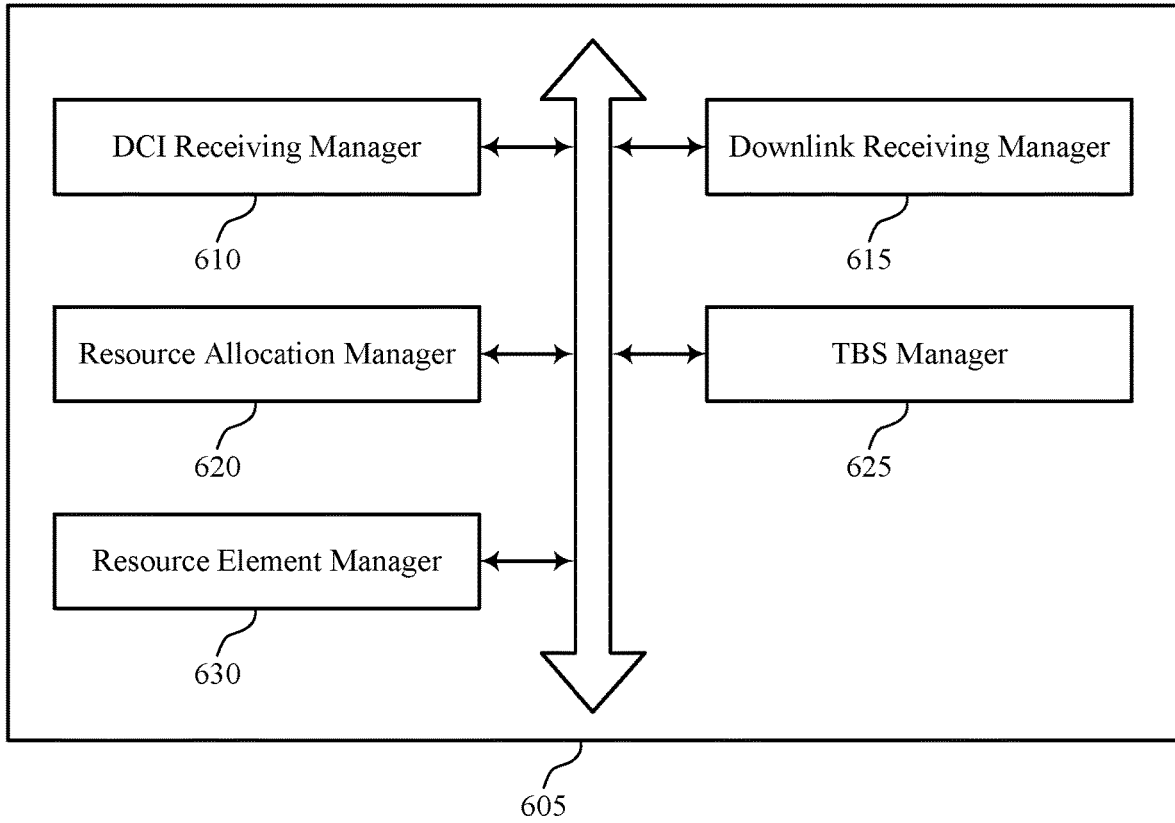 DCI Receiving Manager
Downlink Receiving Manager
610
615
Resource Allocation Manager
TBS Manager
620
625
Resource Element Manager
630
605